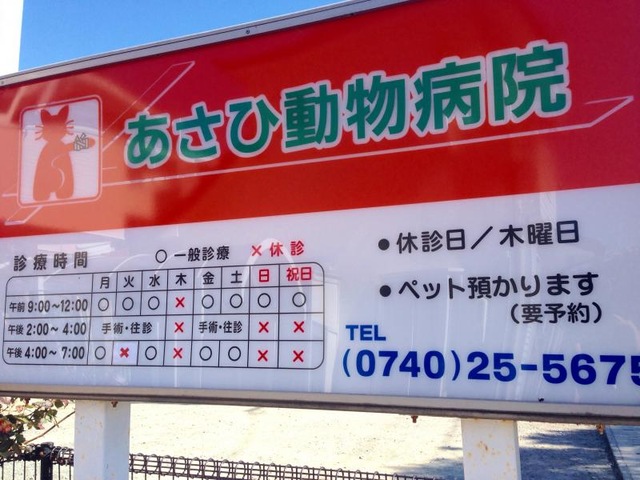 あさひ動物病院
診療時間 ○一般診療 ×休診
月 火 水 木 金 土 日 祝日
午前 9:00~12:00 ○ ○ ○ × ○ ○ ○ ○
午後 2:00~ 4:00 手術・往診 × 手術・往診 × ×
午後 4:00~ 7:00 ○ × ○ × ○ ○ × ×
●休診日/木曜日
●ペット預かります
(要予約)
TEL
(0740)25-5675